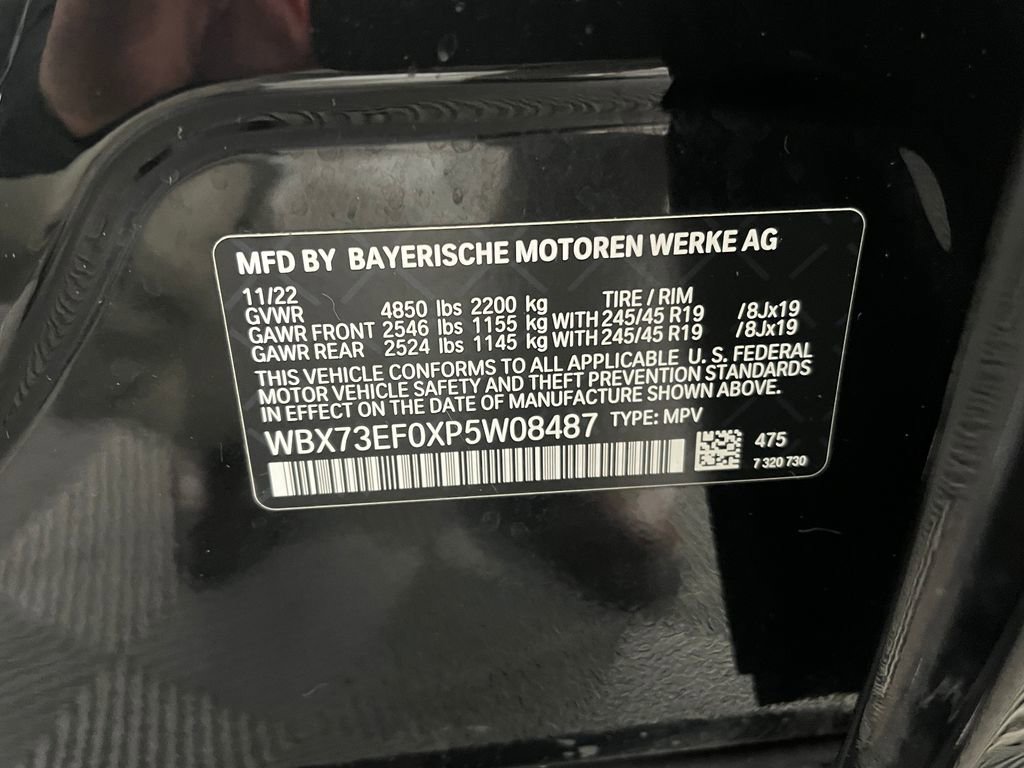 MFD BY BAYERISCHE MOTOREN WERKE AG
11/22 TIRE / RIM
GVWR 4850 lbs 2200 kg
GAWR FRONT 2546 lbs 1155 kg WITH 245/45 R19 /8Jx19
GAWR REAR 2524 lbs 1145 kg WITH 245/45 R19 /8Jx19
THIS VEHICLE CONFORMS TO ALL APPLICABLE U. S. FEDERAL
MOTOR VEHICLE SAFETY AND THEFT PREVENTION STANDARDS
IN EFFECT ON THE DATE OF MANUFACTURE SHOWN ABOVE.
WBX73EF0XP5W08487 TYPE: MPV
475
7 320 730